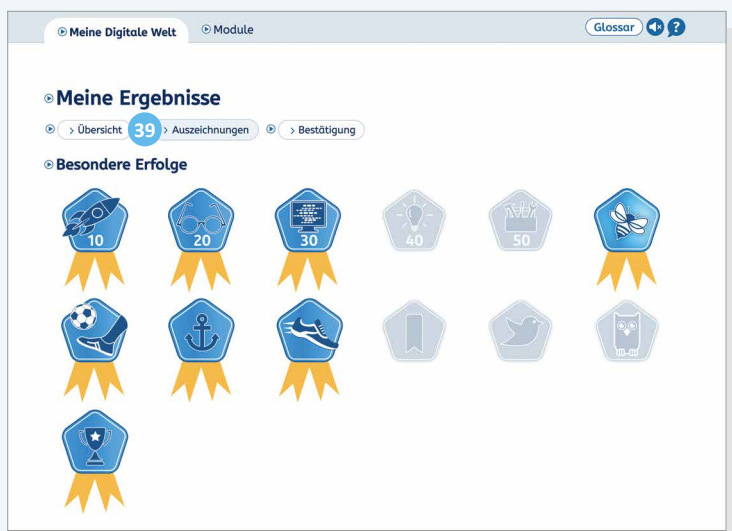 Meine Digitale Welt Module Glossar ?
Meine Ergebnisse
> Übersicht 39 > Auszeichnungen > Bestätigung
Besondere Erfolge
10 20 30 40 50